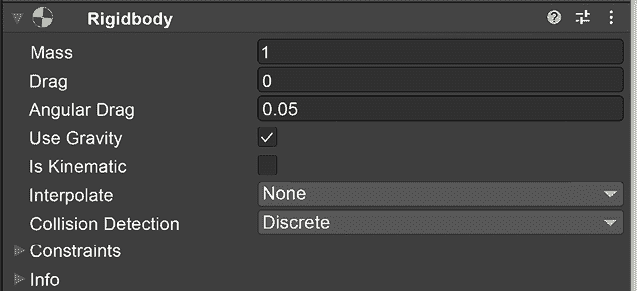 Rigidbody
Mass 1
Drag 0
Angular Drag 0.05
Use Gravity
Is Kinematic
Interpolate None
Collision Detection Discrete
Constraints
Info